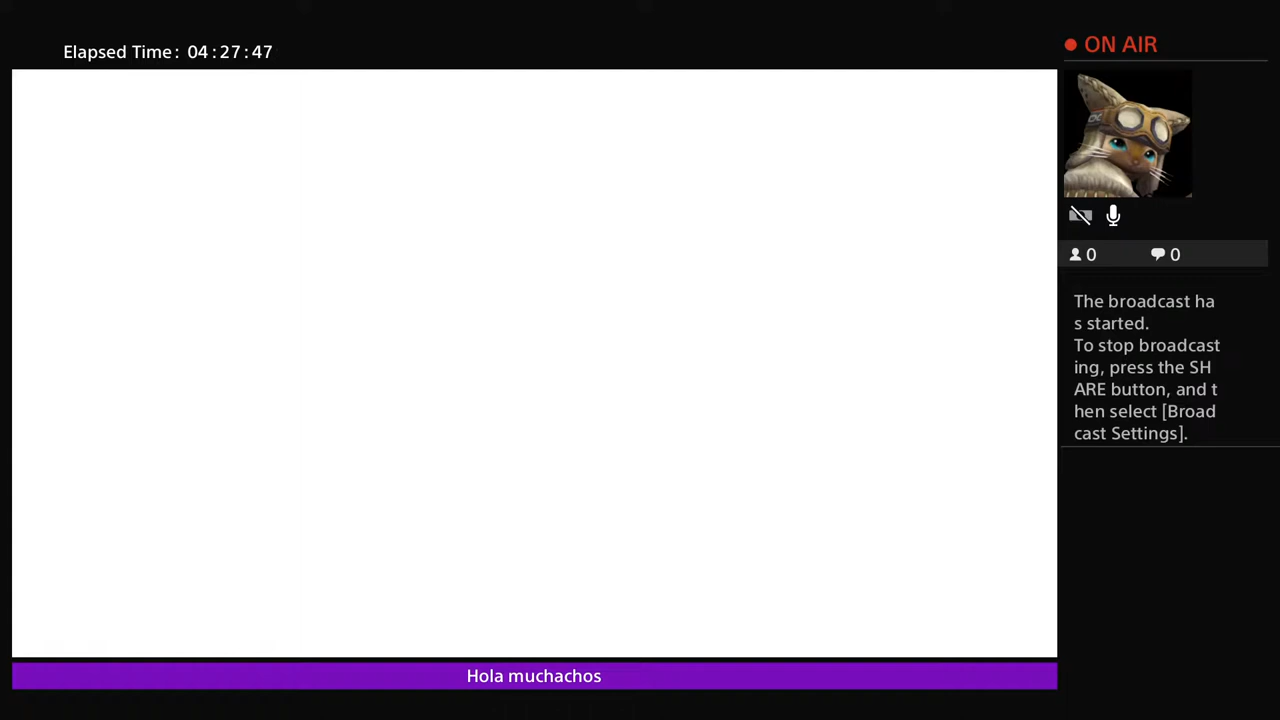 Elapsed Time: 04:27:47
ON AIR
0 0
The broadcast ha
s started.
To stop broadcast
ing, press the SH
ARE button, and t
hen select [Broad
cast Settings].
Hola muchachos